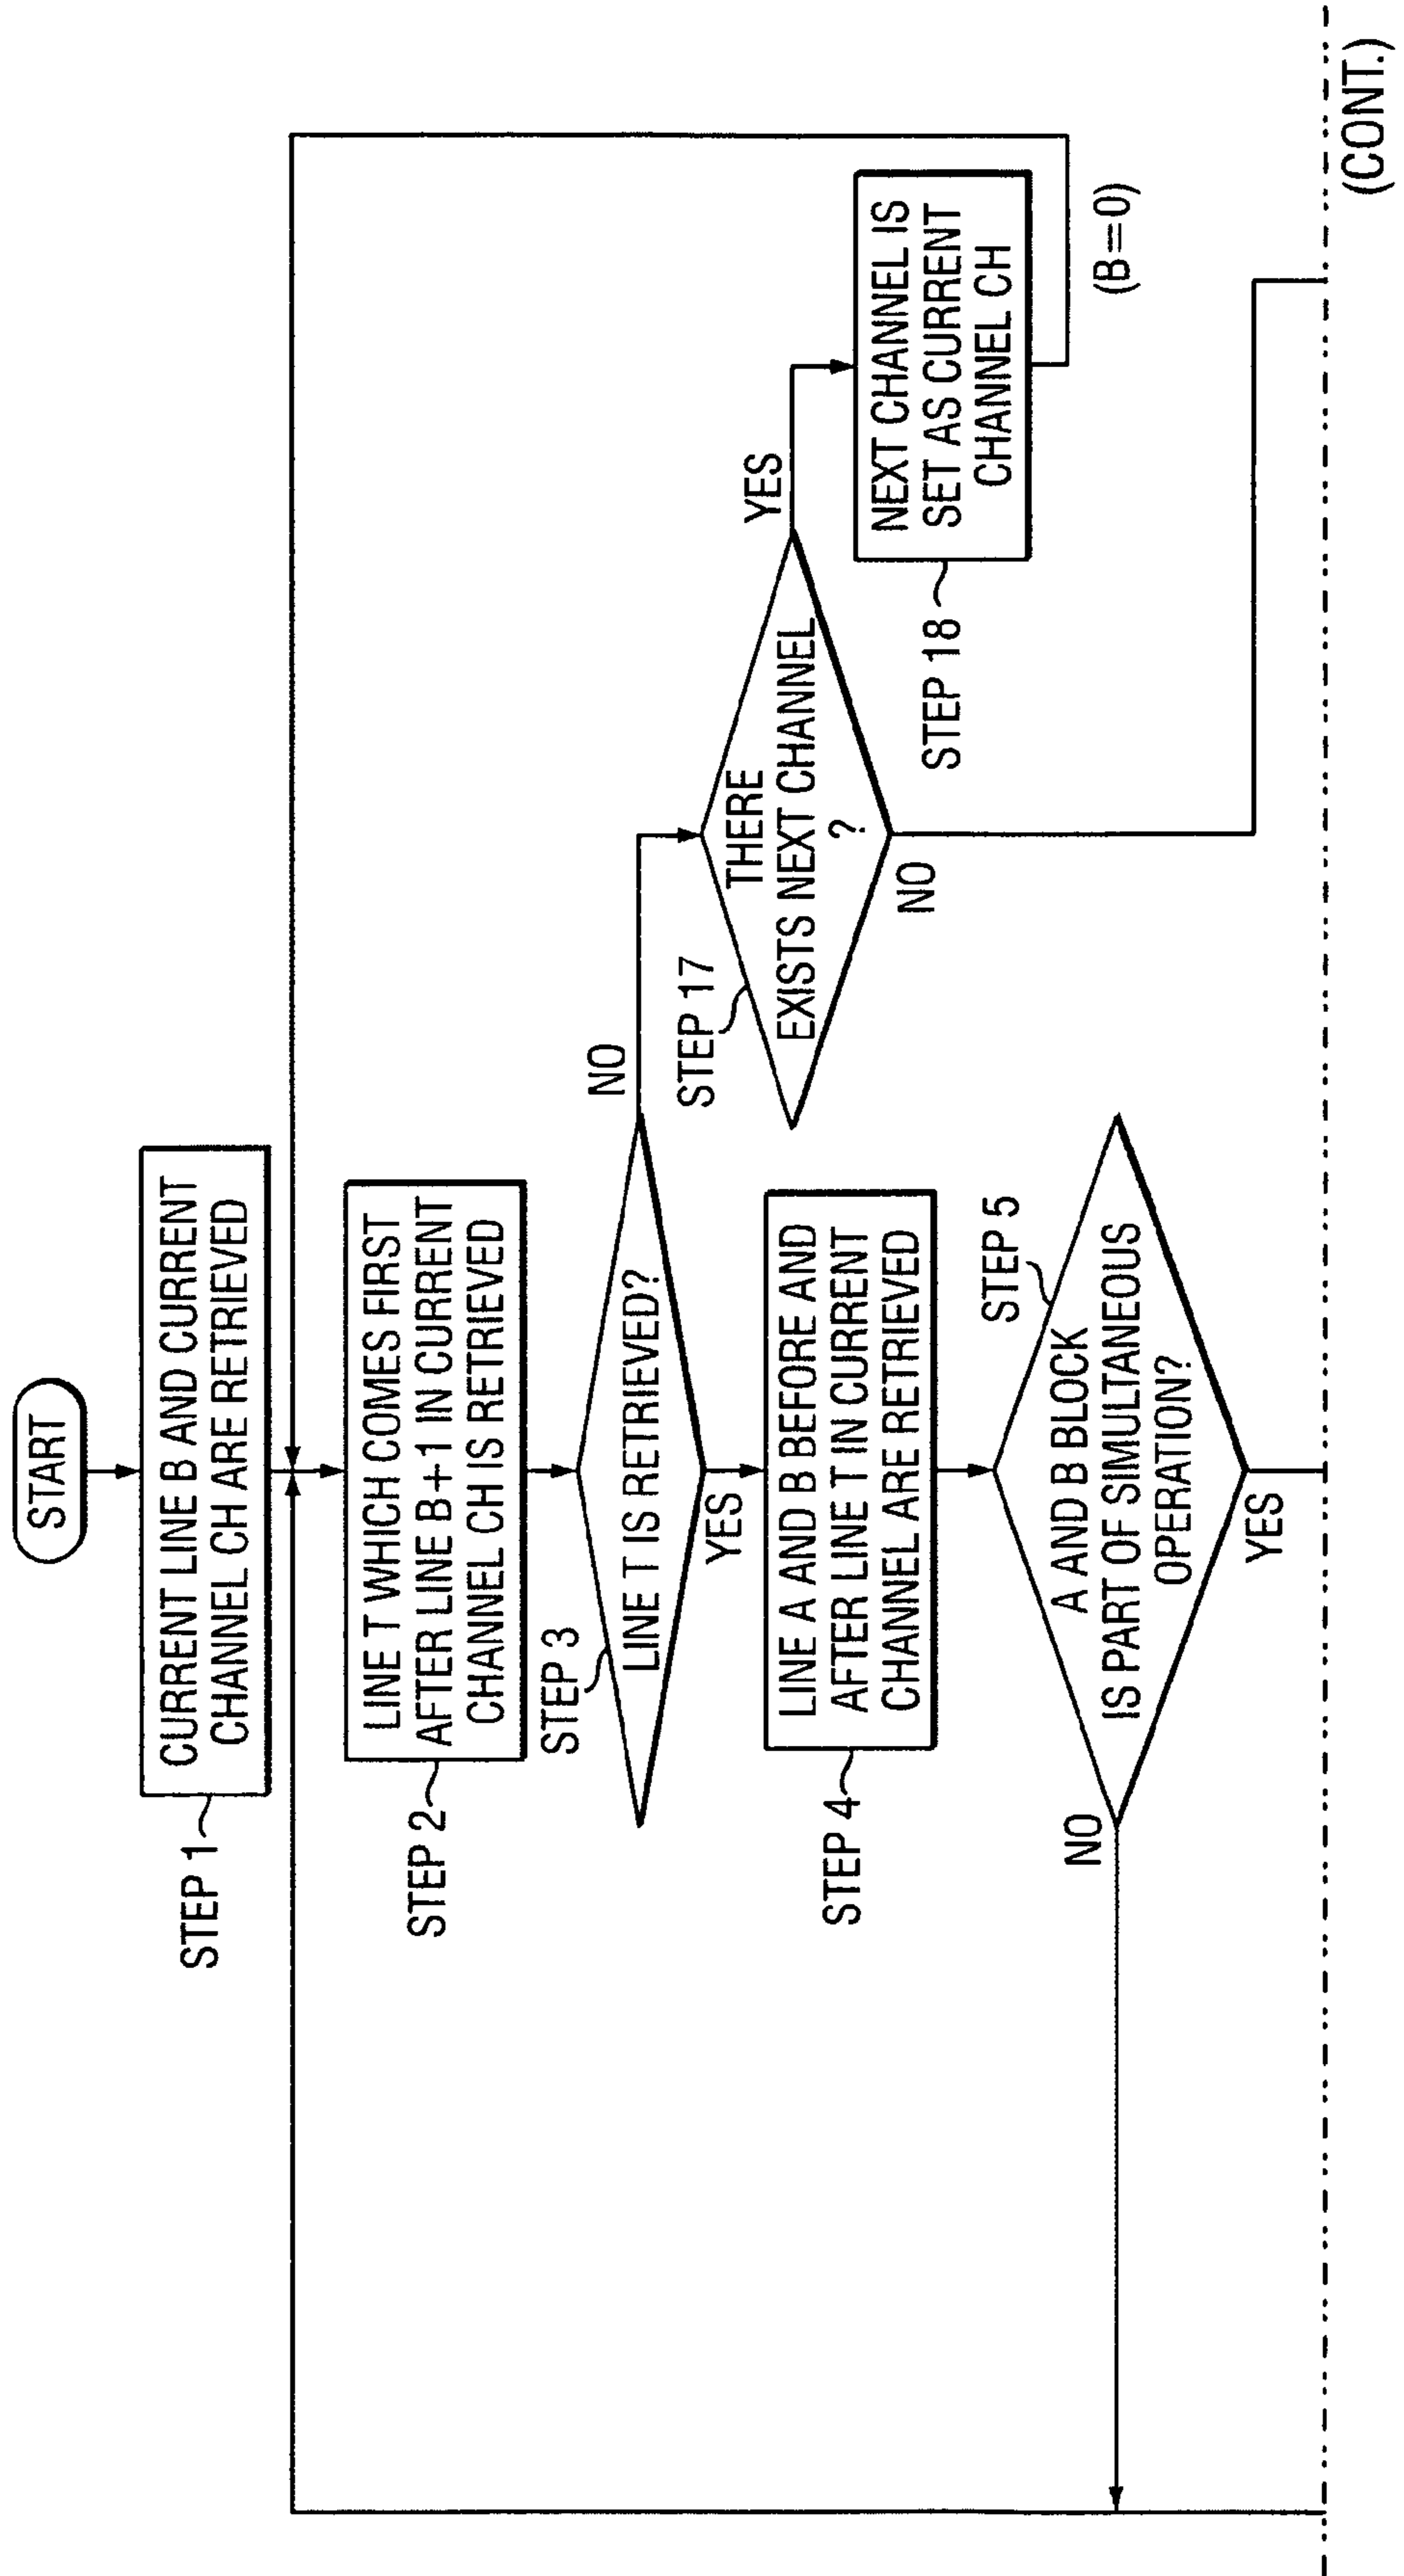 START
CURRENT LINE B AND CURRENT
CHANNEL CH ARE RETRIEVED
STEP 1
LINE T WHICH COMES FIRST
AFTER LINE B+1 IN CURRENT
CHANNEL CH IS RETRIEVED
STEP 2
STEP 3
LINE T IS RETRIEVED?
NO
YES
STEP 17
THERE
EXISTS NEXT CHANNEL
?
YES
NO
NEXT CHANNEL IS
SET AS CURRENT
CHANNEL CH
STEP 18
(B=0)
LINE A AND B BEFORE AND
AFTER LINE T IN CURRENT
CHANNEL ARE RETRIEVED
STEP 4
STEP 5
A AND B BLOCK
IS PART OF SIMULTANEOUS
OPERATION?
NO
YES
(CONT.)